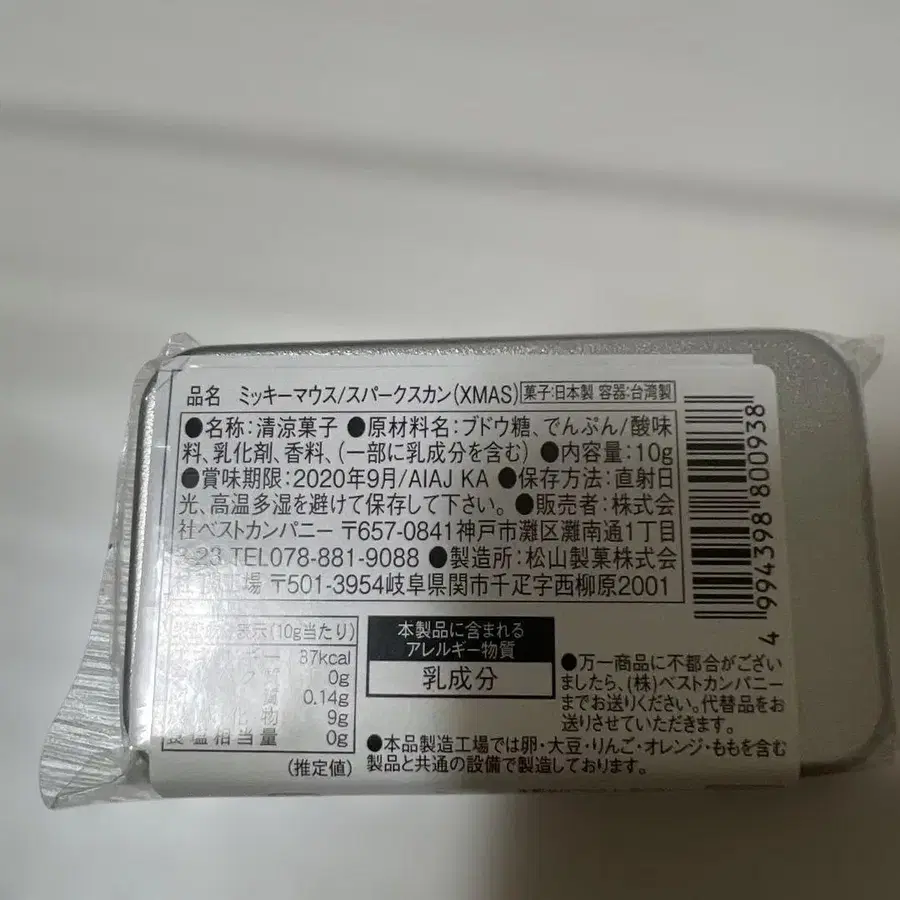 品名 ミッキーマウス/スパークスカン(XMAS) 菓子:日本製 容器:台湾製
●名称:清涼菓子 ●原材料名:ブドウ糖、でんぷん/酸味
料、乳化剤、香料、(一部に乳成分を含む) ●内容量:10g
●賞味期限:2020年9月/AIAJ KA ●保存方法:直射日
光、高温多湿を避けて保存して下さい。●販売者:株式会
社ベストカンパニー 〒657-0841神戸市灘区灘南通1丁目
23 TEL078-881-9088 ●製造所:松山製菓株式会
工場 〒501-3954岐阜県関市千疋字西柳原2001
4 994398 800938
表示(10g当たり)
ギー 37kcal
質 0g
0.14g
化物 9g
食塩相当量 0g
(推定値)
本製品に含まれる
アレルギー物質
乳成分
●万一商品に不都合がござい
ましたら、(株)ベストカンパニー
までお送りください。代替品をお
送りさせていただきます。
●本品製造工場では卵・大豆・りんご・オレンジ・ももを含む
製品と共通の設備で製造しております。